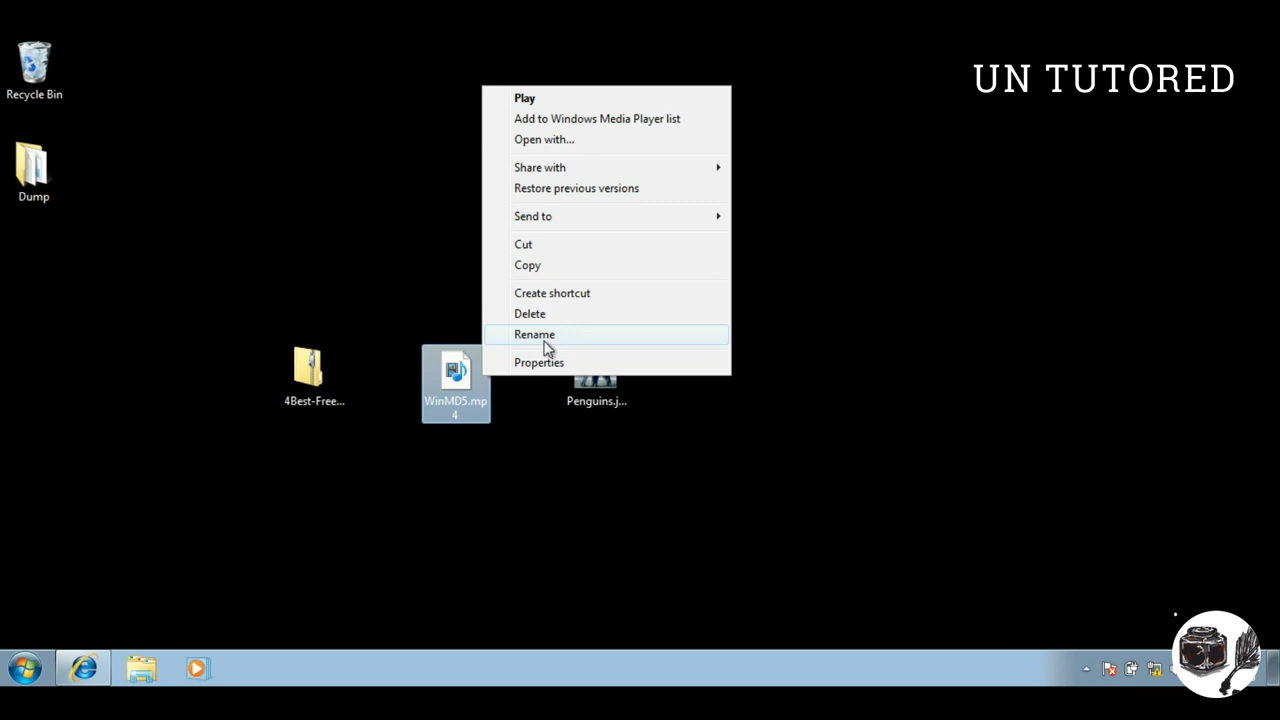 UN TUTORED
Recycle Bin
Dump
Play
Add to Windows Media Player list
Open with...
Share with
Restore previous versions
Send to
Cut
Copy
Create shortcut
Delete
Rename
Properties
4Best-Free...
WinMD5.mp
4
Penguins.j...